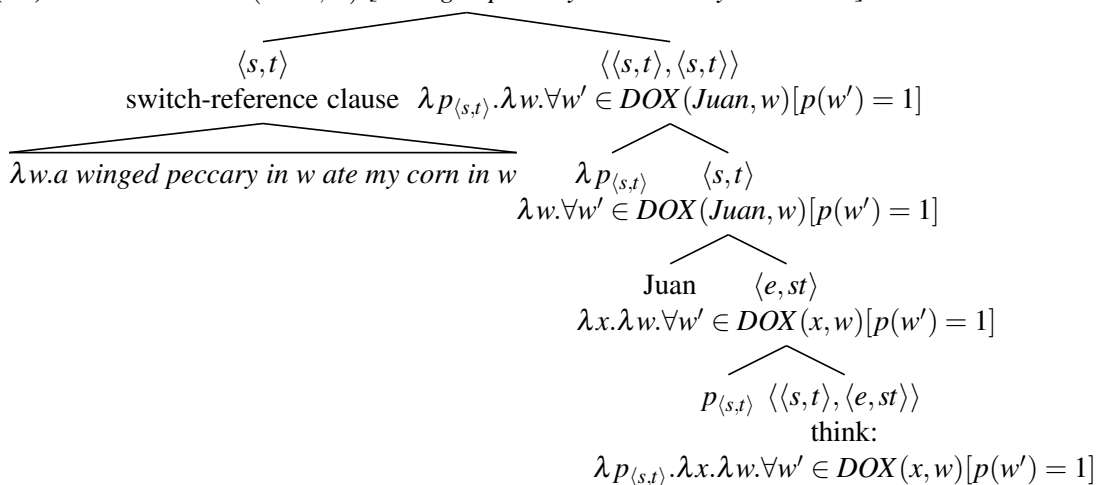 ⟨s,t⟩ ⟨⟨s,t⟩,⟨s,t⟩⟩
switch-reference clause λp⟨s,t⟩.λw.∀w′ ∈ DOX(Juan,w)[p(w′) = 1]
λw.a winged peccary in w ate my corn in w λp⟨s,t⟩ ⟨s,t⟩
λw.∀w′ ∈ DOX(Juan,w)[p(w′) = 1]
Juan ⟨e,st⟩
λx.λw.∀w′ ∈ DOX(x,w)[p(w′) = 1]
p⟨s,t⟩ ⟨⟨s,t⟩,⟨e,st⟩⟩
think:
λp⟨s,t⟩.λx.λw.∀w′ ∈ DOX(x,w)[p(w′) = 1]